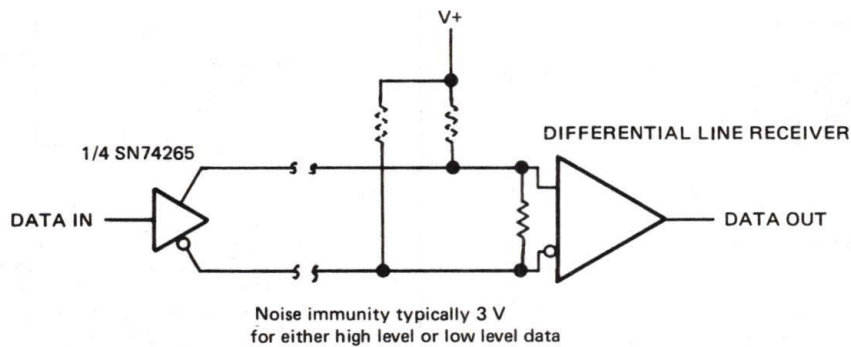 V+
DIFFERENTIAL LINE RECEIVER
1/4 SN74265
DATA IN
DATA OUT
Noise immunity typically 3 V
for either high level or low level data